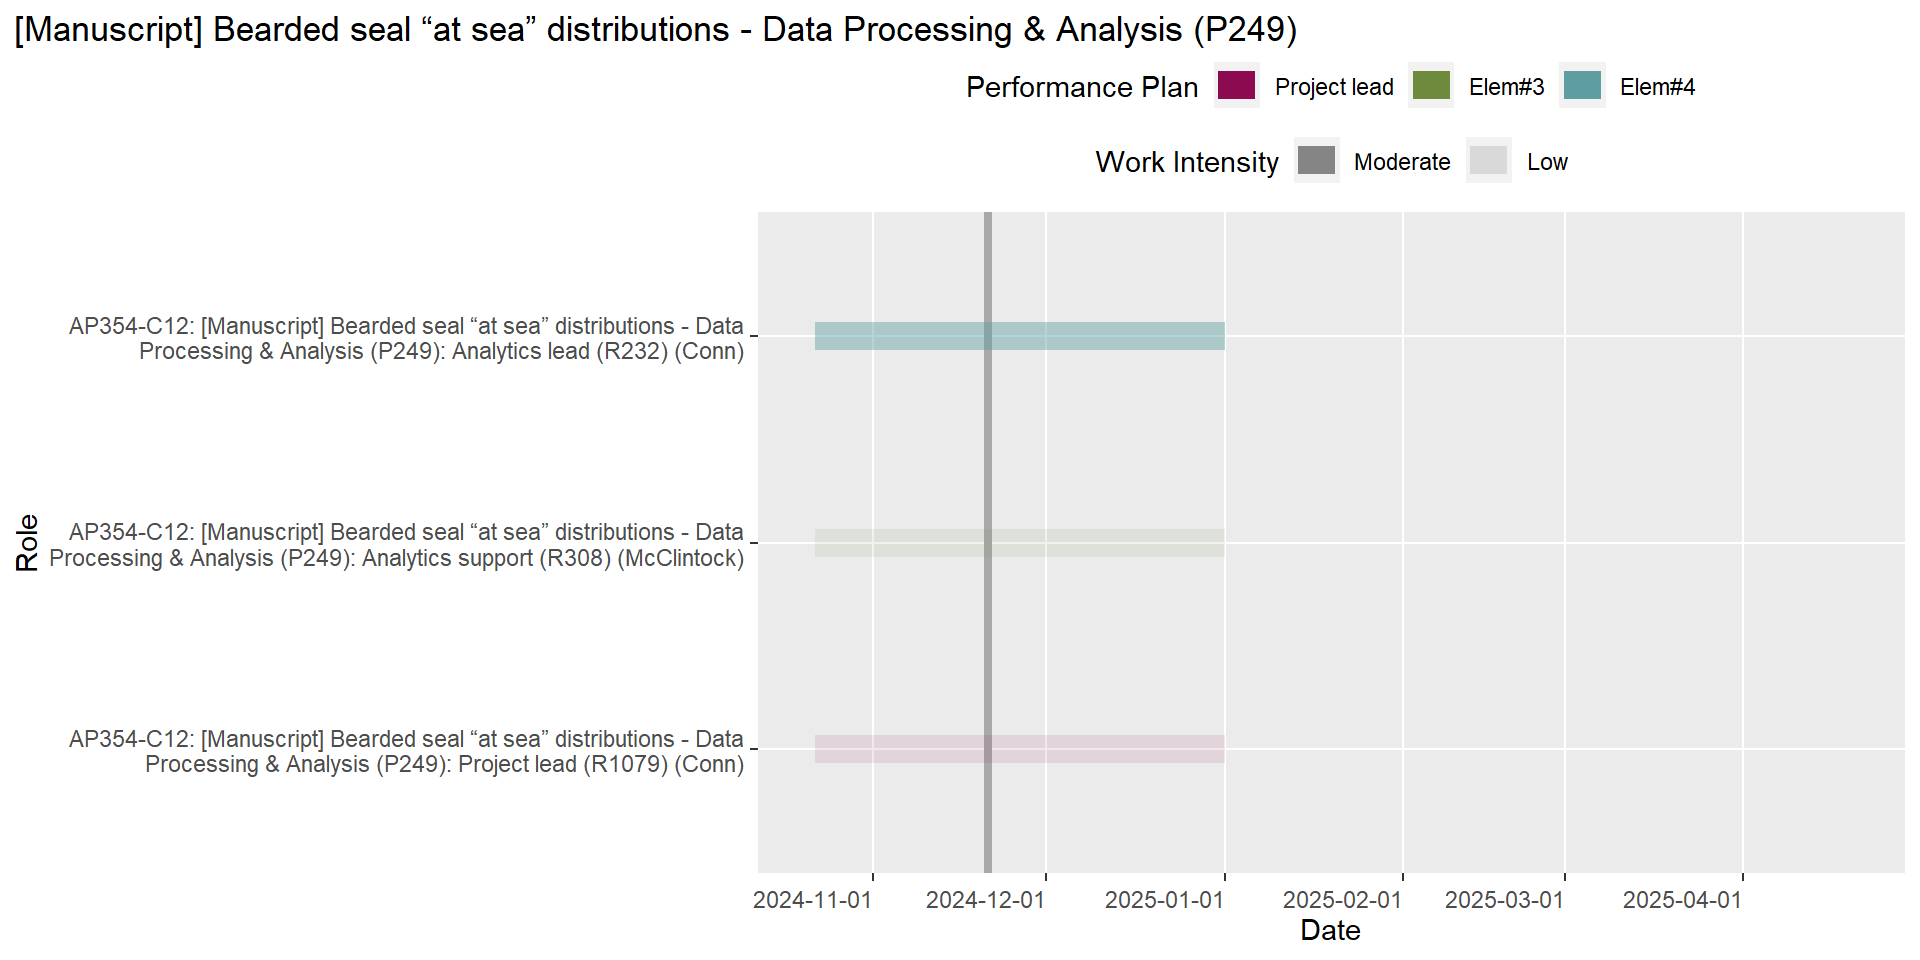 [Manuscript] Bearded seal “at sea” distributions - Data Processing & Analysis (P249)
Performance Plan Project lead Elem#3 Elem#4
Work Intensity Moderate Low
Role
AP354-C12: [Manuscript] Bearded seal “at sea” distributions - Data
Processing & Analysis (P249): Analytics lead (R232) (Conn)
AP354-C12: [Manuscript] Bearded seal “at sea” distributions - Data
Processing & Analysis (P249): Analytics support (R308) (McClintock)
AP354-C12: [Manuscript] Bearded seal “at sea” distributions - Data
Processing & Analysis (P249): Project lead (R1079) (Conn)
2024-11-01 2024-12-01 2025-01-01 2025-02-01 2025-03-01 2025-04-01
Date